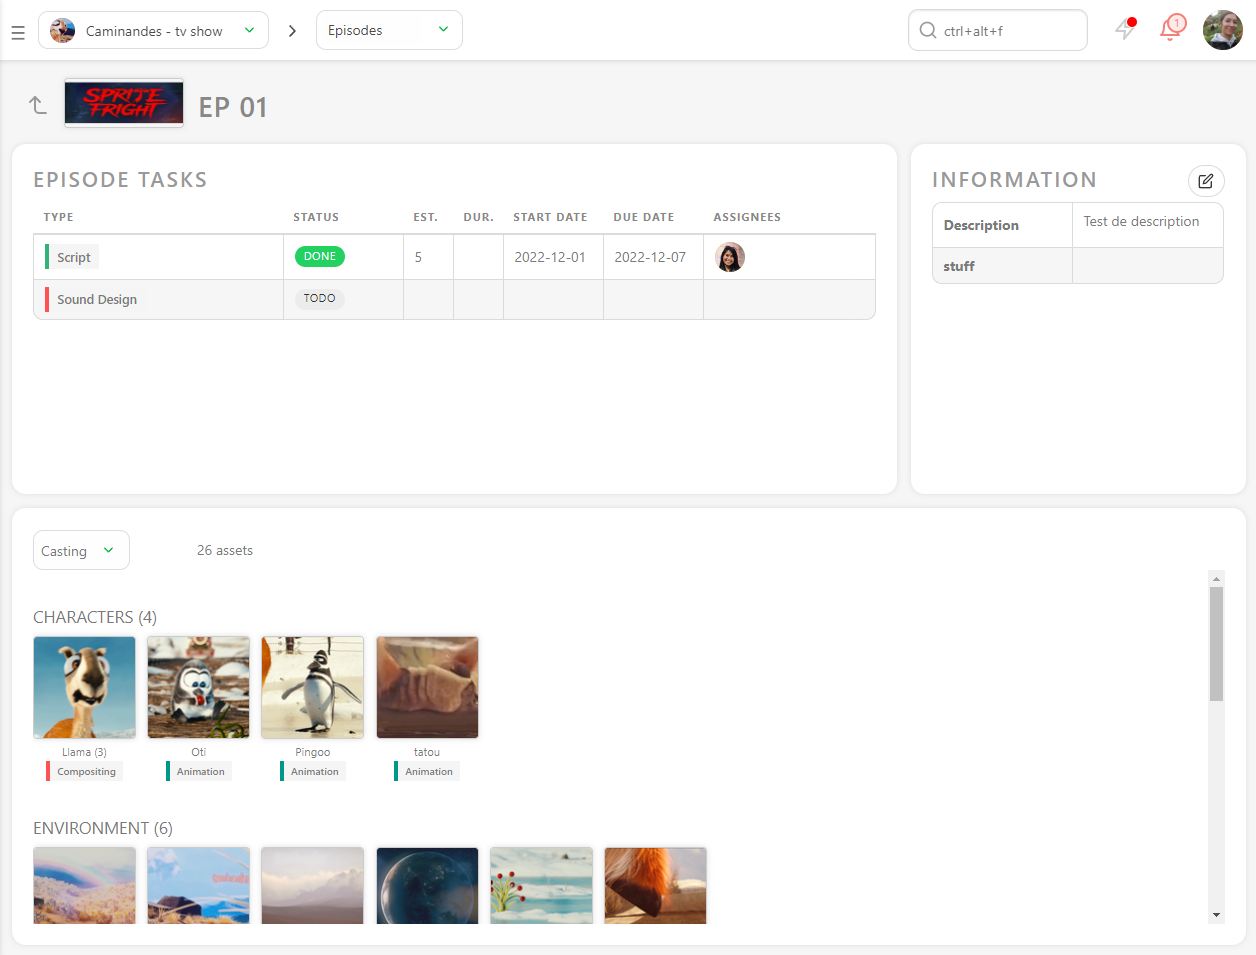 Caminandes - tv show
Episodes
ctrl+alt+f
1
SPRITE
FRIGHT
EP 01
EPISODE TASKS
TYPE STATUS EST. DUR. START DATE DUE DATE ASSIGNEES
Script DONE 5 2022-12-01 2022-12-07
Sound Design TODO
INFORMATION
Description Test de description
stuff
Casting
26 assets
CHARACTERS (4)
Llama (3) Oti Pingoo tatou
Compositing Animation Animation Animation
ENVIRONMENT (6)